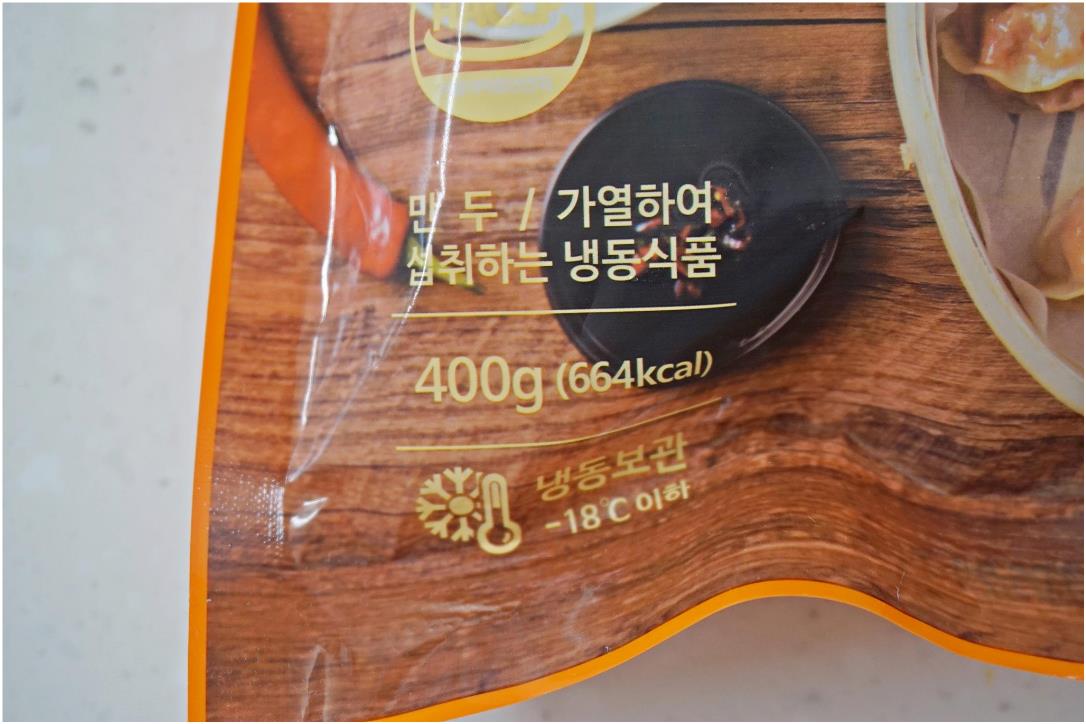 만두 / 가열하여
섭취하는 냉동식품
400g (664kcal)
냉동보관
-18℃ 이하